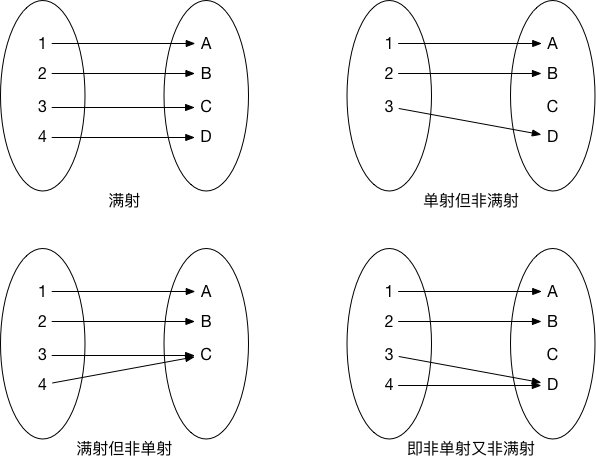 1 A 1 A
2 B 2 B
3 C 3 C
4 D D
满射 单射但非满射
1 A 1 A
2 B 2 B
3 C 3 C
4 4 D
满射但非单射 即非单射又非满射